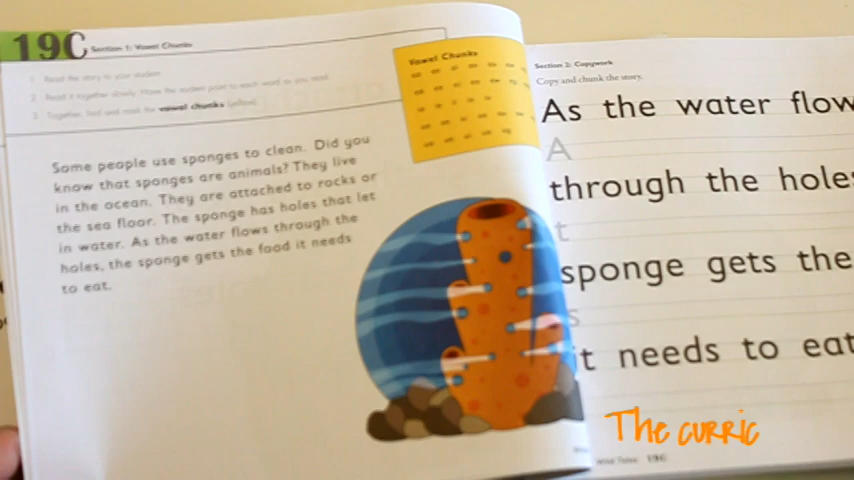 19C
Section 1: Vowel Chunks
1 Read the story to your student.
2 Read it together slowly. Have the student point to each word as you read.
3 Together, find and mark the vowel chunks (yellow).
Vowel Chunks
Some people use sponges to clean. Did you
know that sponges are animals? They live
in the ocean. They are attached to rocks or
the sea floor. The sponge has holes that let
in water. As the water flows through the
holes, the sponge gets the food it needs
to eat.
Section 2: Copywork
Copy and chunk the story.
As the water flow
A
through the holes
t
sponge gets the
s
it needs to eat
19C
The curric